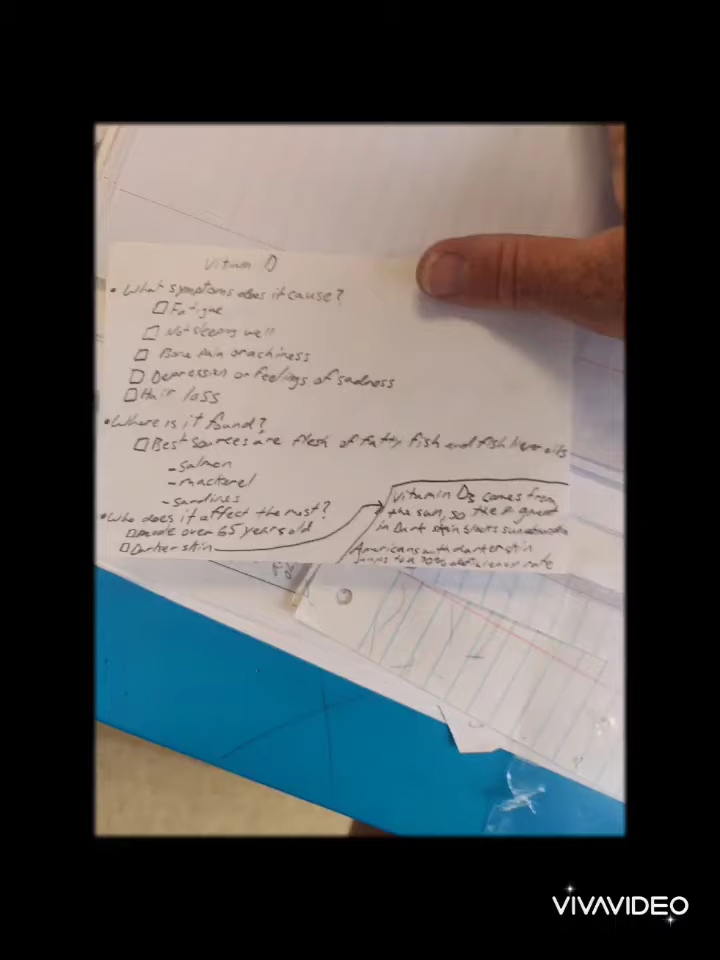 Vitamin D
• What symptoms does it cause?
Fatigue
Not sleeping well
Bone Pain or achiness
Depression or feelings of sadness
Hair loss
• Where is it found?
Best sources are flesh of fatty fish and fish liver oils
- Salmon
- mackerel
- sardines
• Who does it affect the most?
people over 65 years old
Darker skin
Vitamin D3 comes from
the sun, so the
in Dark skin blocks
Americans with darker skin
to a rate
VIVAVIDEO